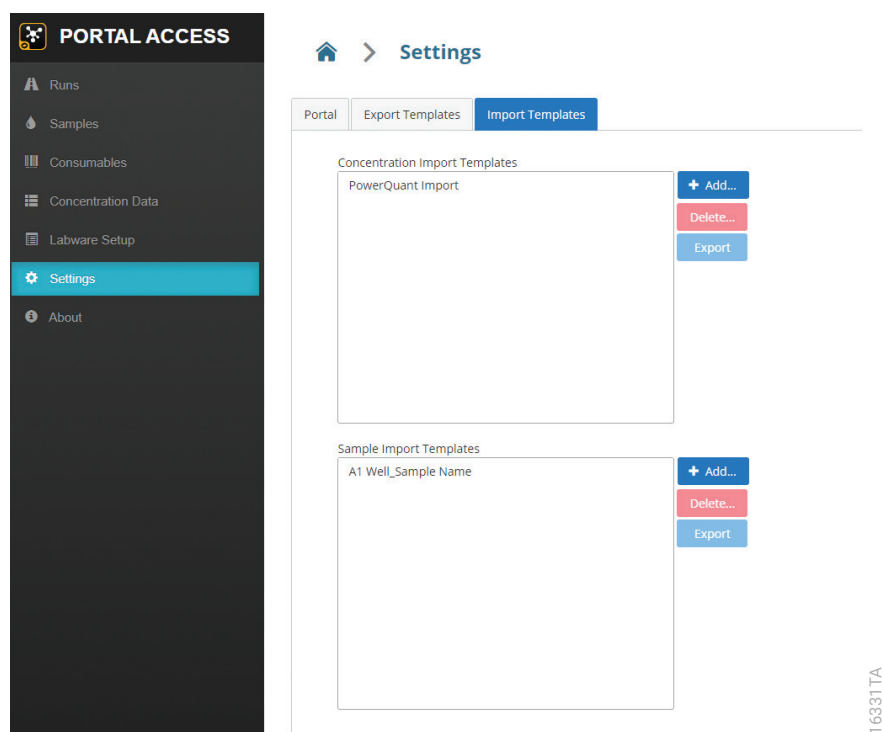 PORTAL ACCESS
Runs
Samples
Consumables
Concentration Data
Labware Setup
Settings
About
Settings
Portal
Export Templates
Import Templates
Concentration Import Templates
PowerQuant Import
+ Add...
Delete...
Export
Sample Import Templates
A1 Well_Sample Name
+ Add...
Delete...
Export
16331TA